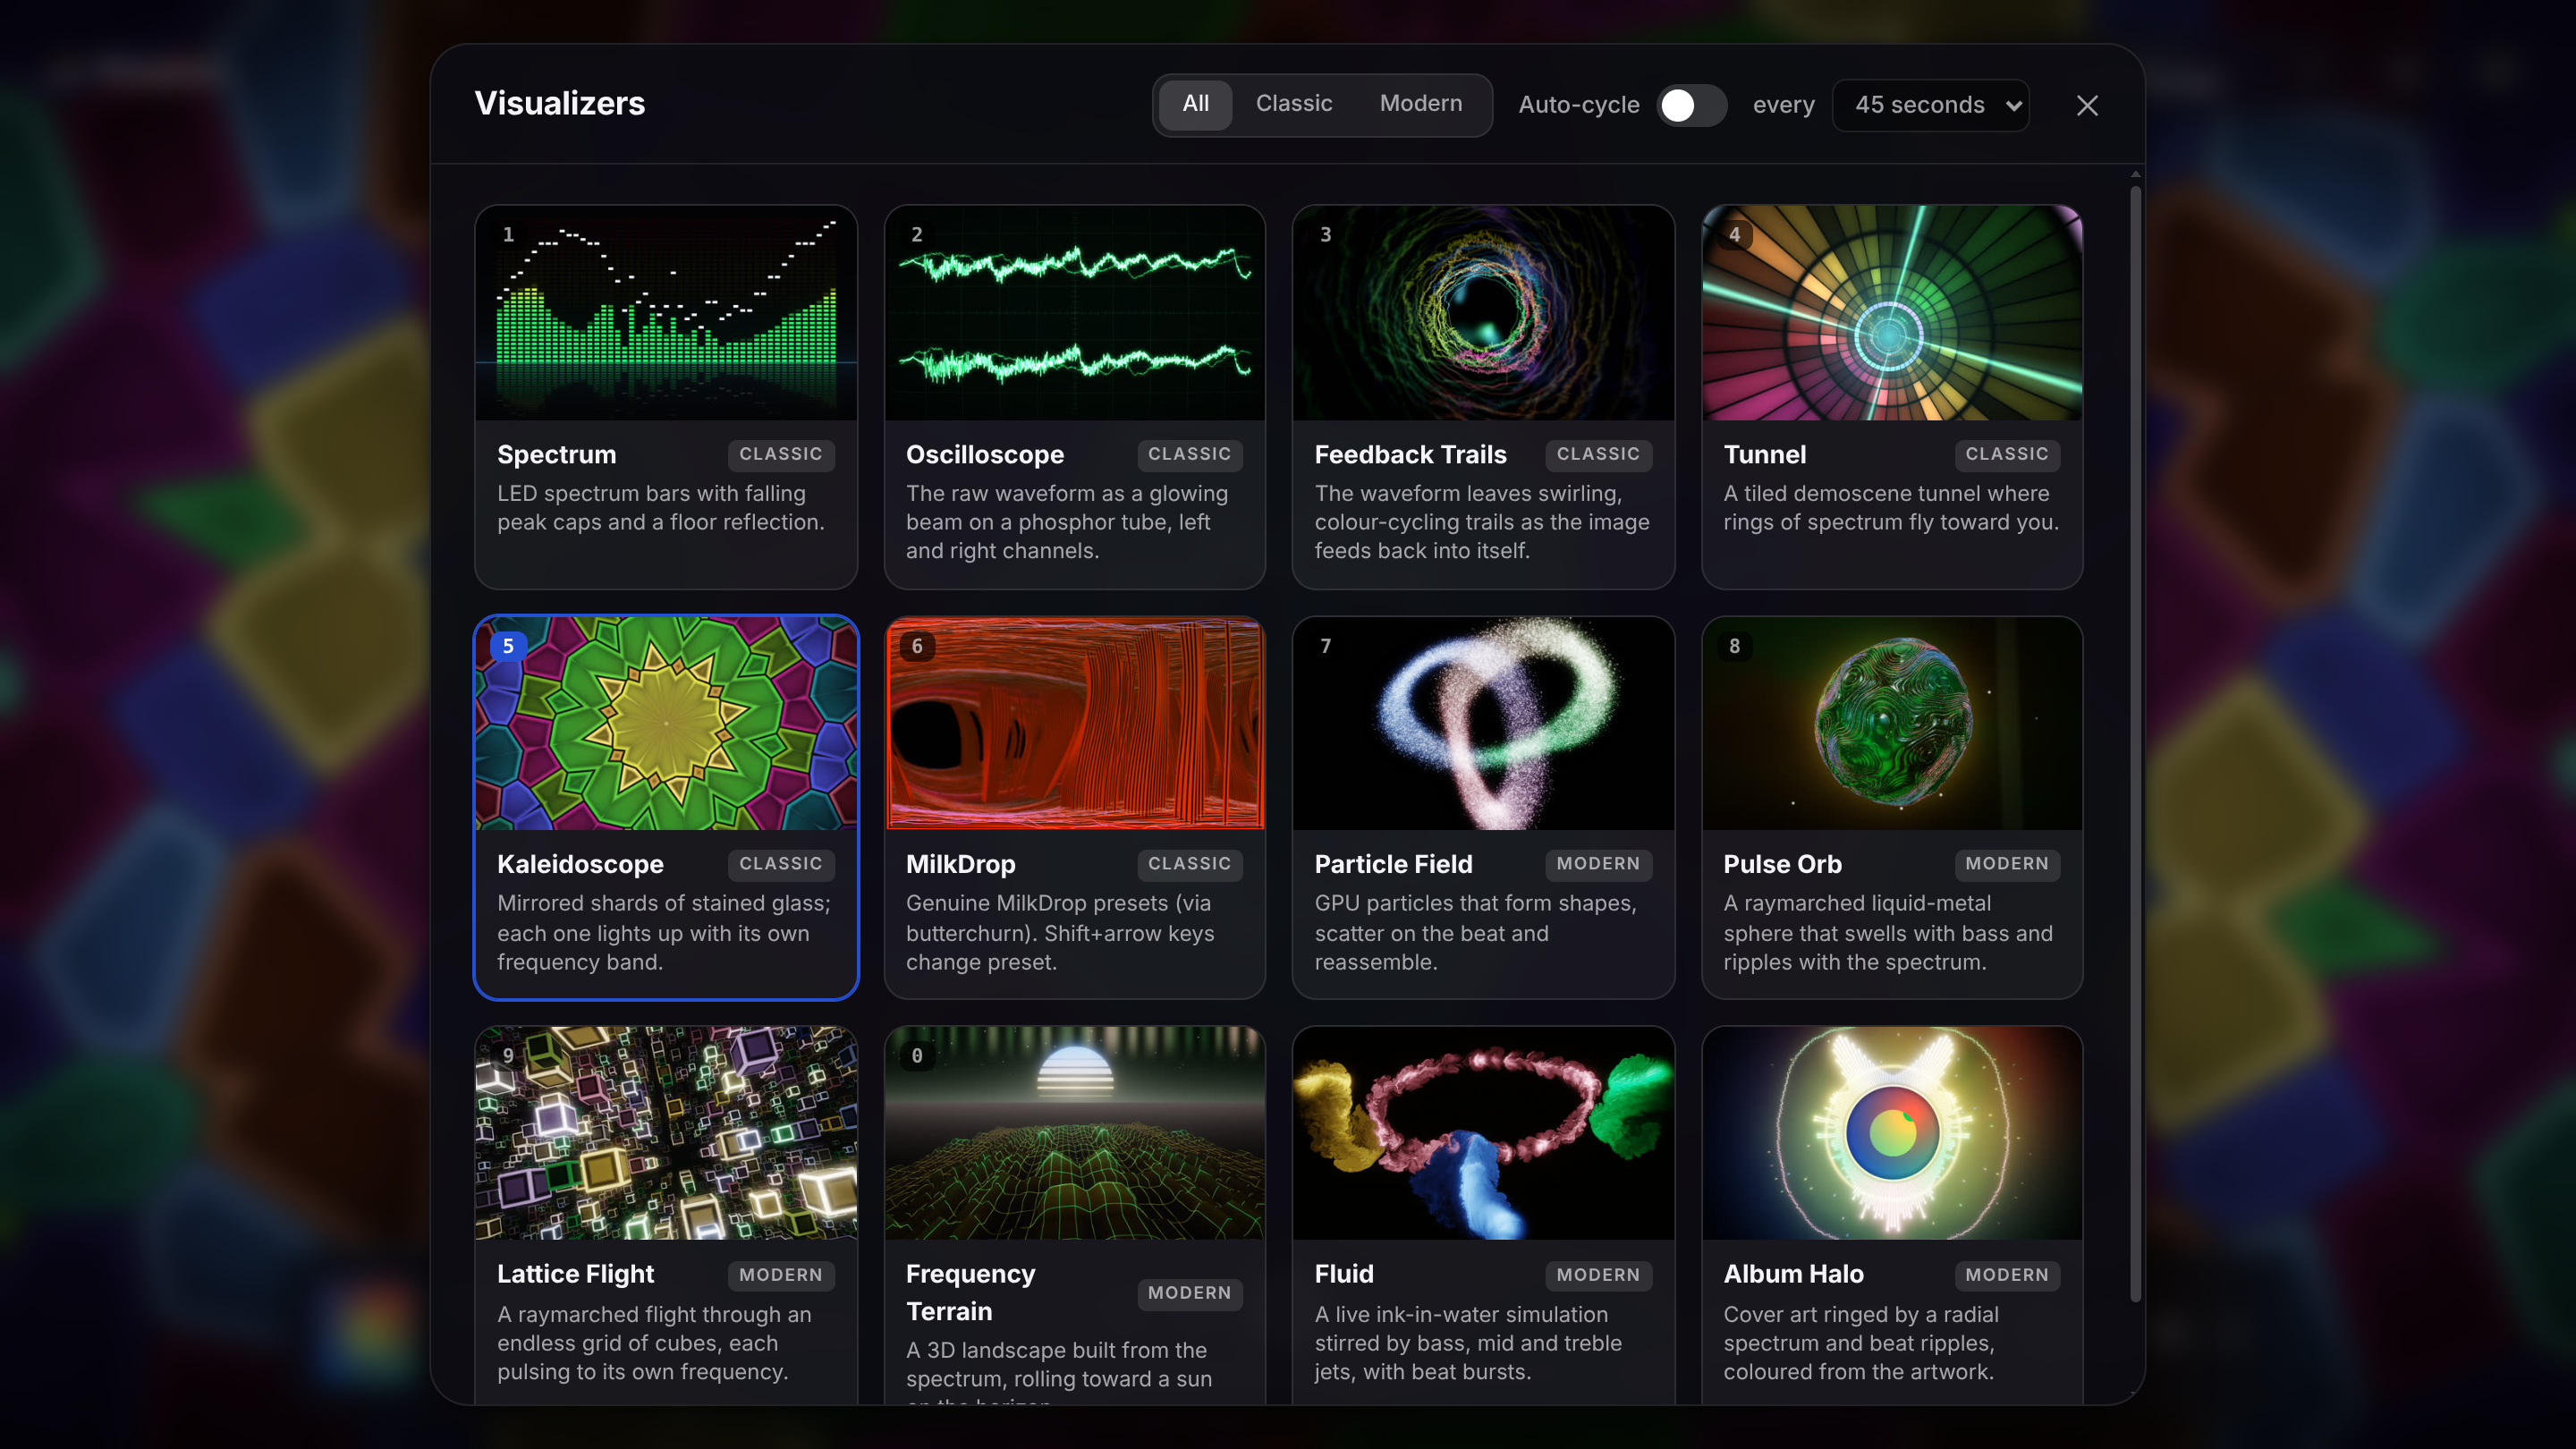 Visualizers
All Classic Modern
Auto-cycle every 45 seconds
1
Spectrum CLASSIC
LED spectrum bars with falling
peak caps and a floor reflection.
2
Oscilloscope CLASSIC
The raw waveform as a glowing
beam on a phosphor tube, left
and right channels.
3
Feedback Trails CLASSIC
The waveform leaves swirling,
colour-cycling trails as the image
feeds back into itself.
4
Tunnel CLASSIC
A tiled demoscene tunnel where
rings of spectrum fly toward you.
5
Kaleidoscope CLASSIC
Mirrored shards of stained glass;
each one lights up with its own
frequency band.
6
MilkDrop CLASSIC
Genuine MilkDrop presets (via
butterchurn). Shift+arrow keys
change preset.
7
Particle Field MODERN
GPU particles that form shapes,
scatter on the beat and
reassemble.
8
Pulse Orb MODERN
A raymarched liquid-metal
sphere that swells with bass and
ripples with the spectrum.
9
Lattice Flight MODERN
A raymarched flight through an
endless grid of cubes, each
pulsing to its own frequency.
0
Frequency
Terrain MODERN
A 3D landscape built from the
spectrum, rolling toward a sun
on the horizon.
Fluid MODERN
A live ink-in-water simulation
stirred by bass, mid and treble
jets, with beat bursts.
Album Halo MODERN
Cover art ringed by a radial
spectrum and beat ripples,
coloured from the artwork.